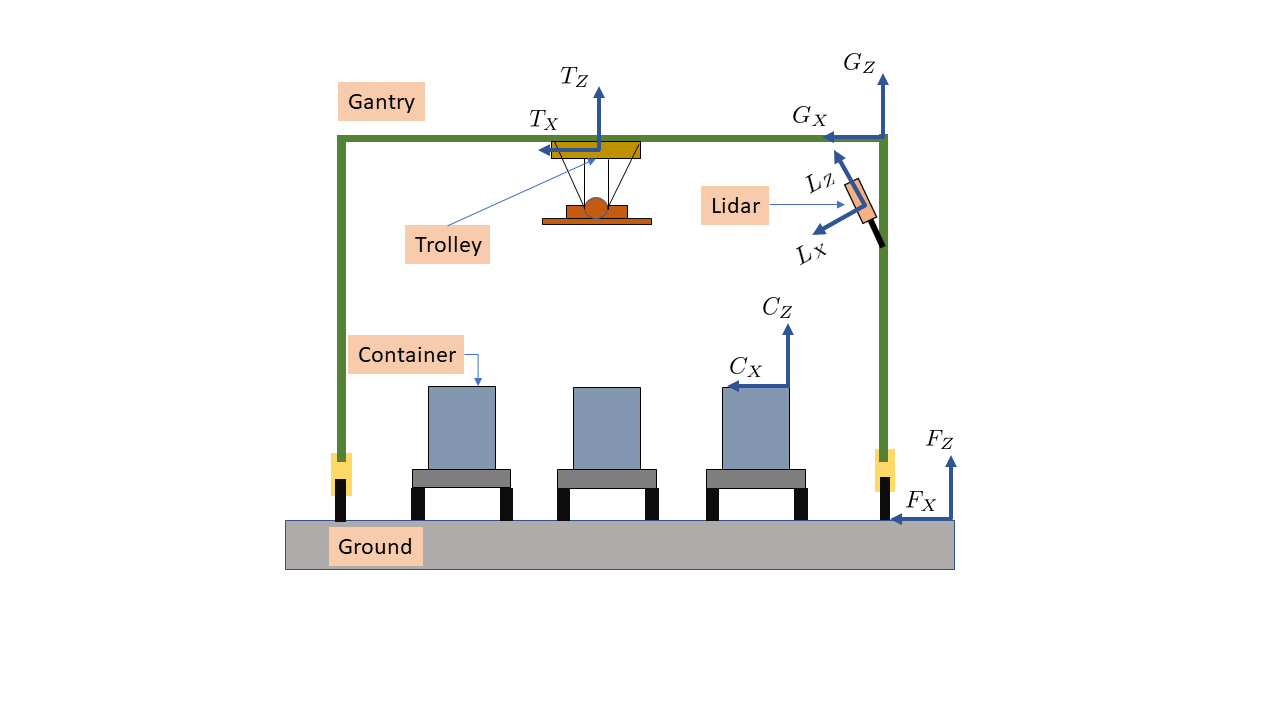 G_Z
T_Z
Gantry
T_X
G_X
L_Z
Lidar
Trolley
L_X
C_Z
Container
C_X
F_Z
F_X
Ground